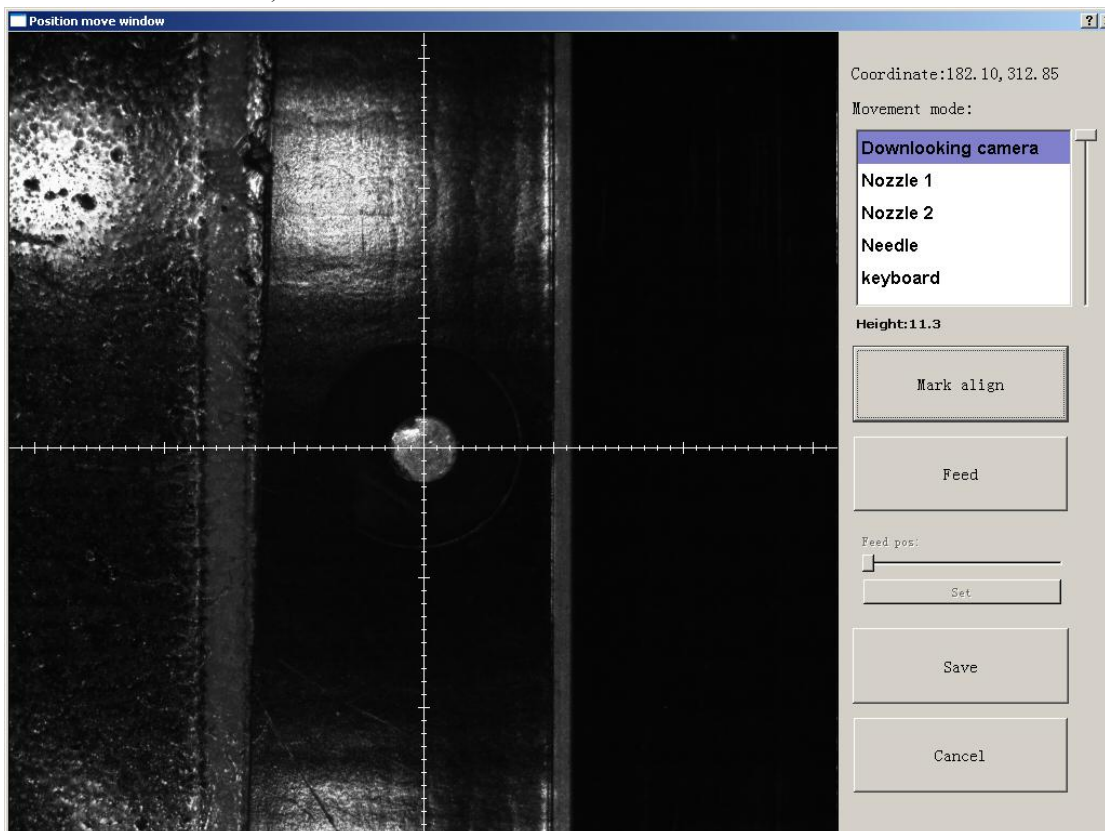 Position move window
Coordinate:182.10,312.85
Movement mode:
Downlooking camera
Nozzle 1
Nozzle 2
Needle
keyboard
Height:11.3
Mark align
Feed
Feed pos:
Set
Save
Cancel